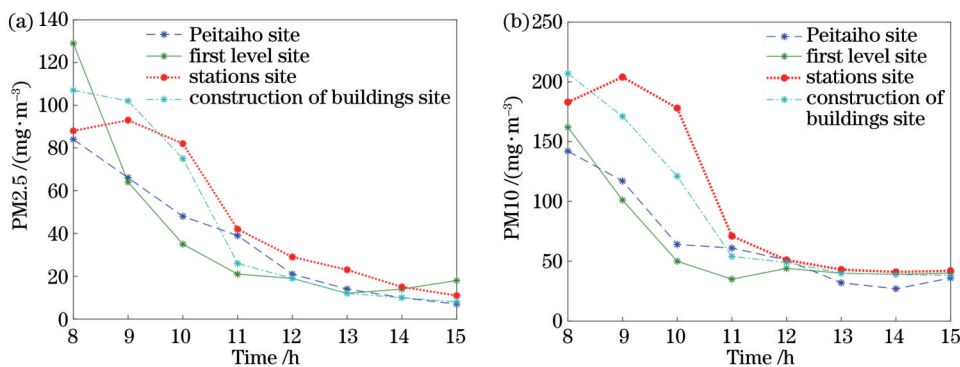 (a)
140
120
100
80
60
40
20
0
PM2.5 /(mg·m⁻³)
Peitaiho site
first level site
stations site
construction of buildings site
8 9 10 11 12 13 14 15
Time /h
(b)
250
200
150
100
50
0
PM10 /(mg·m⁻³)
Peitaiho site
first level site
stations site
construction of
buildings site
8 9 10 11 12 13 14 15
Time /h